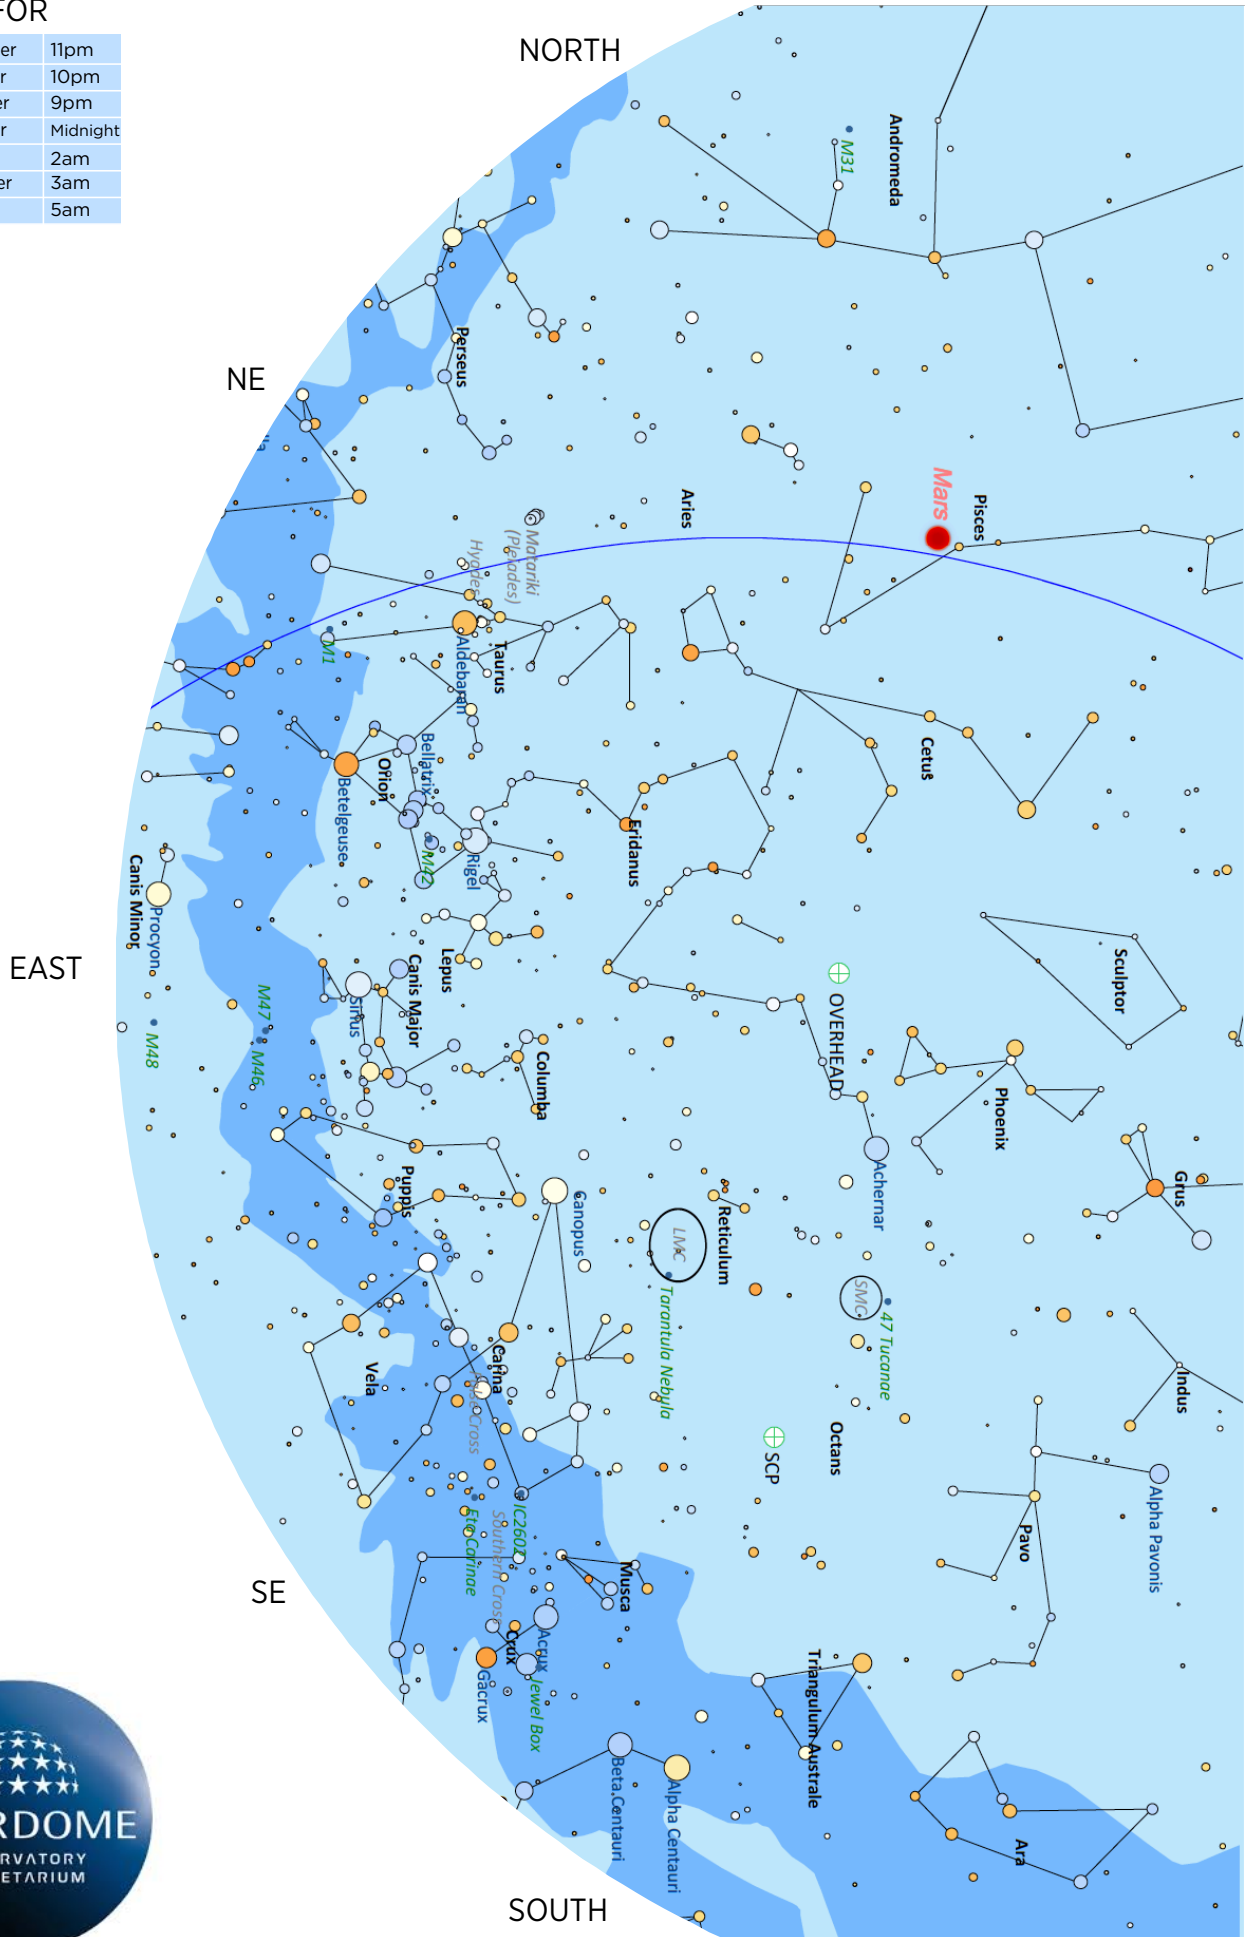 FOR
er 11pm
r 10pm
er 9pm
r Midnight
2am
er 3am
5am
NORTH
NE
EAST
SE
SOUTH
Andromeda
M31
Perseus
Mars
Pisces
Aries
Matariki
(Pleiades)
Hyades
M1
Taurus
Aldebaran
Bellatrix
Orion
Betelgeuse
M42
Rigel
Cetus
Eridanus
Canis Minor
Procyon
Lepus
Canis Major
Sirius
M47
M46
M48
Columba
OVERHEAD
Sculptor
Phoenix
Achernar
Grus
Puppis
Canopus
LMC
Reticulum
Tarantula Nebula
SMC
47 Tucanae
Indus
Vela
Carina
False Cross
Octans
SCP
Alpha Pavonis
Pavo
IC2602
Eta Carinae
Southern Cross
Musca
Crux
Acrux
Gacrux
Jewel Box
Triangulum Australe
Beta Centauri
Alpha Centauri
Ara
RDOME
RVATORY
ETARIUM